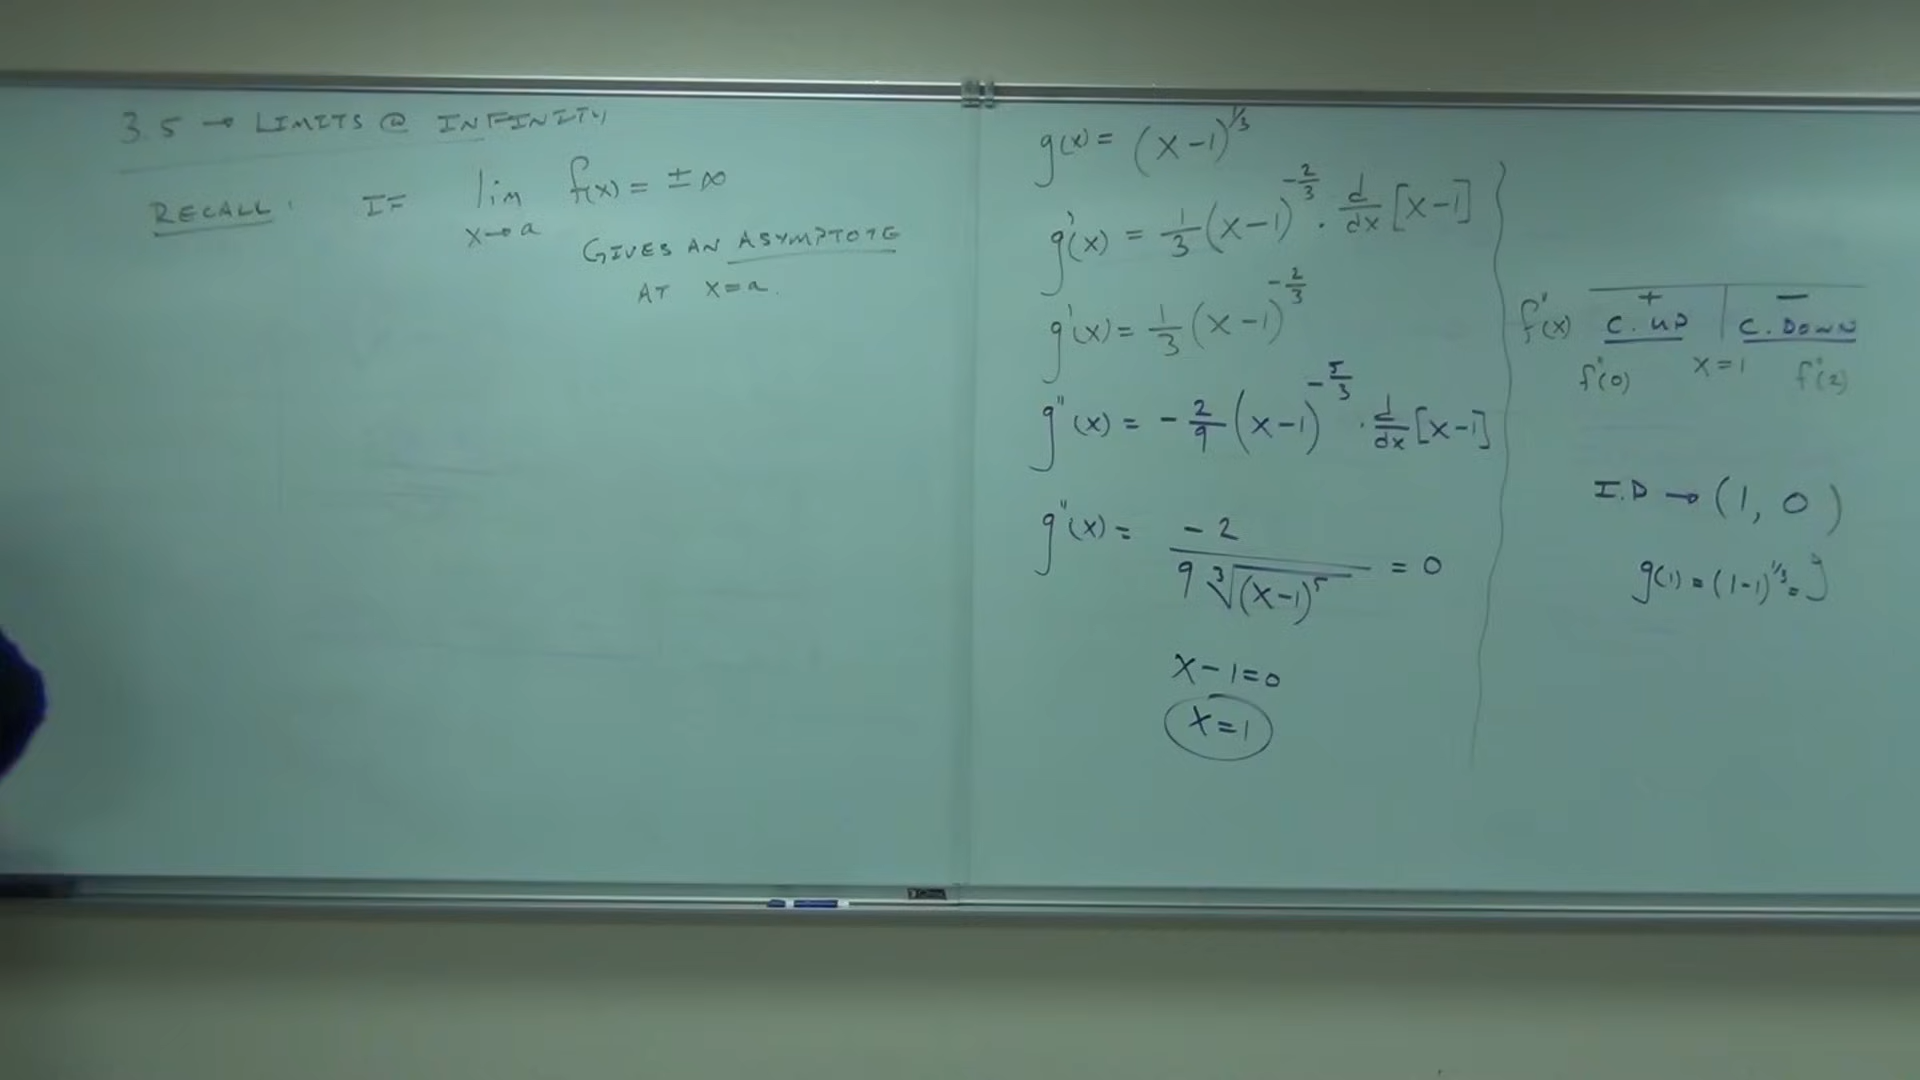 3.5 → LIMITS @ INFINITY
RECALL: IF lim f(x) = ±∞
x→a
GIVES AN ASYMPTOTE
AT x=a.
g(x) = (x-1)^1/3
g'(x) = 1/3 (x-1)^-2/3 · d/dx [x-1]
g'(x) = 1/3 (x-1)^-2/3
g''(x) = -2/9 (x-1)^-5/3 · d/dx [x-1]
g''(x) = -2 / 9 ∛(x-1)^5 = 0
x-1=0
x=1
+ −
f''(x) C. UP C. DOWN
f''(0) x=1 f''(2)
I.P → (1, 0)
g(1) = (1-1)^1/3 =